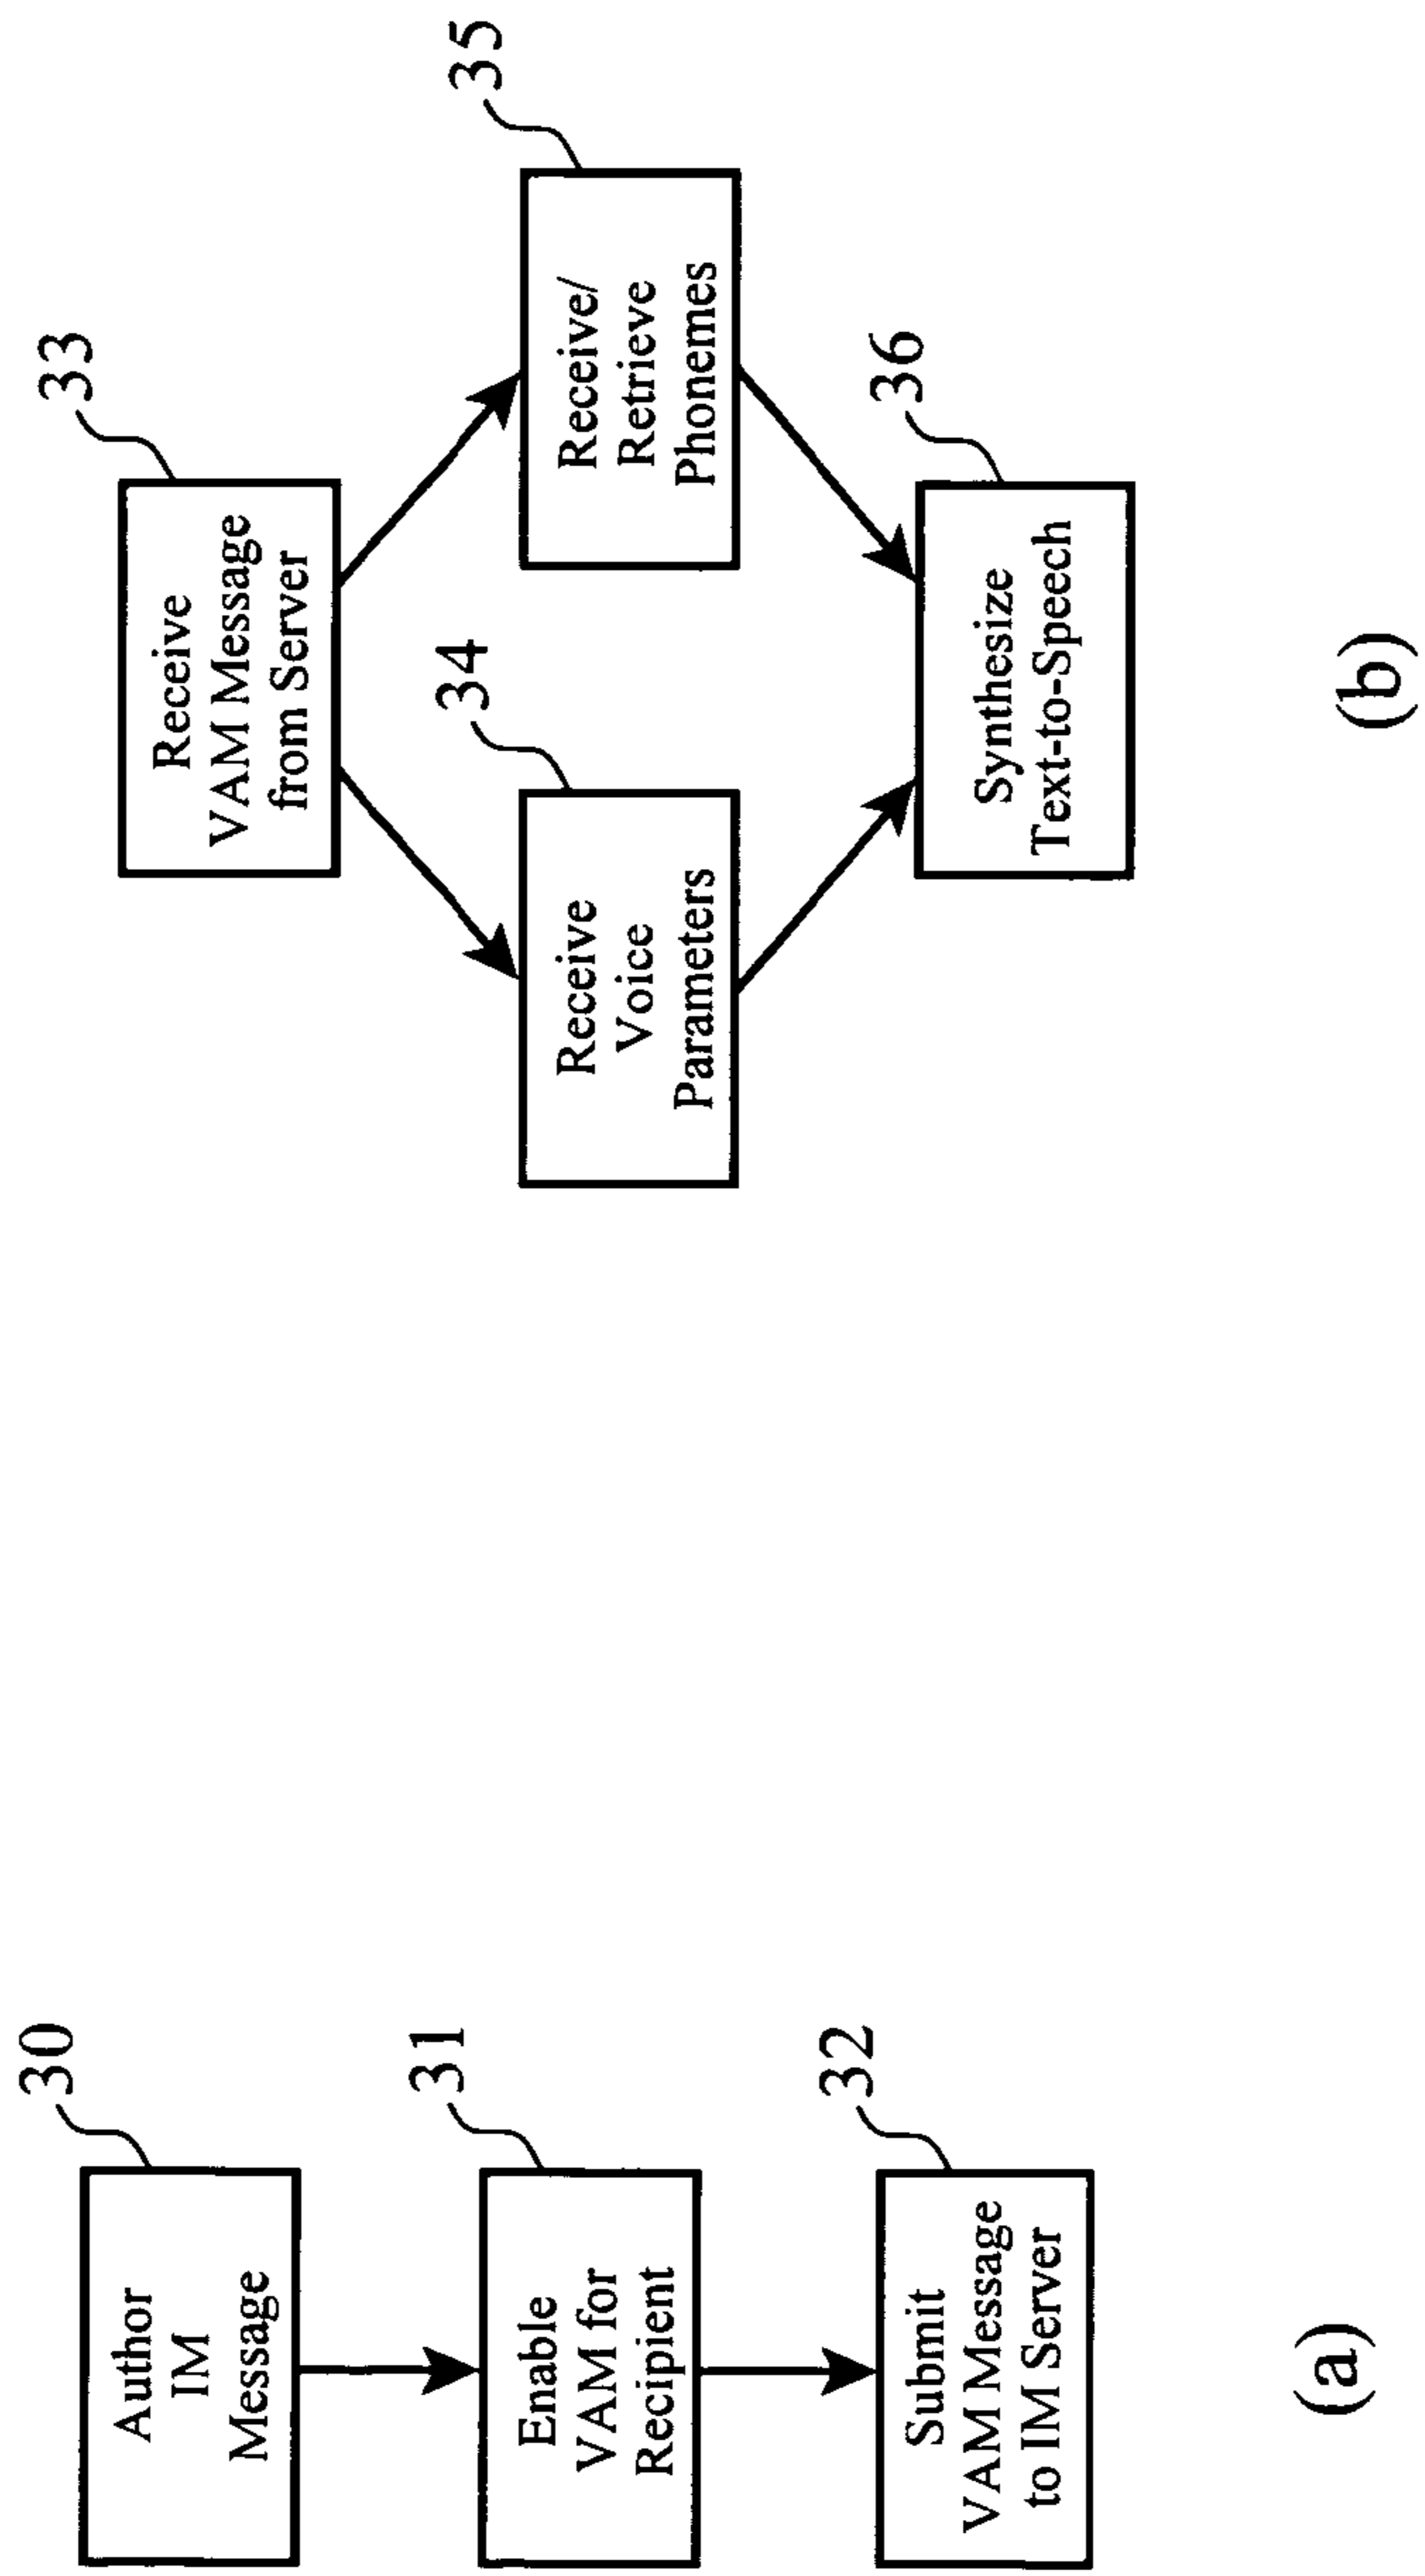 30
Author
IM
Message
31
Enable
VAM for
Recipient
32
Submit
VAM Message
to IM Server
(a)
33
Receive
VAM Message
from Server
34
Receive
Voice
Parameters
35
Receive/
Retrieve
Phonemes
36
Synthesize
Text-to-Speech
(b)